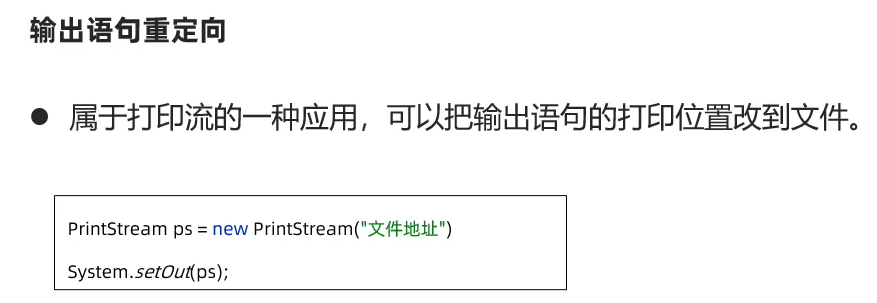 输出语句重定向
● 属于打印流的一种应用，可以把输出语句的打印位置改到文件。
PrintStream ps = new PrintStream("文件地址")
System.setOut(ps);